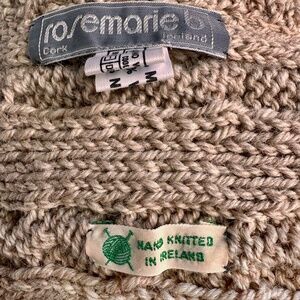 rosemarie b
Cork Ireland
HAND KNITTED
IN IRELAND